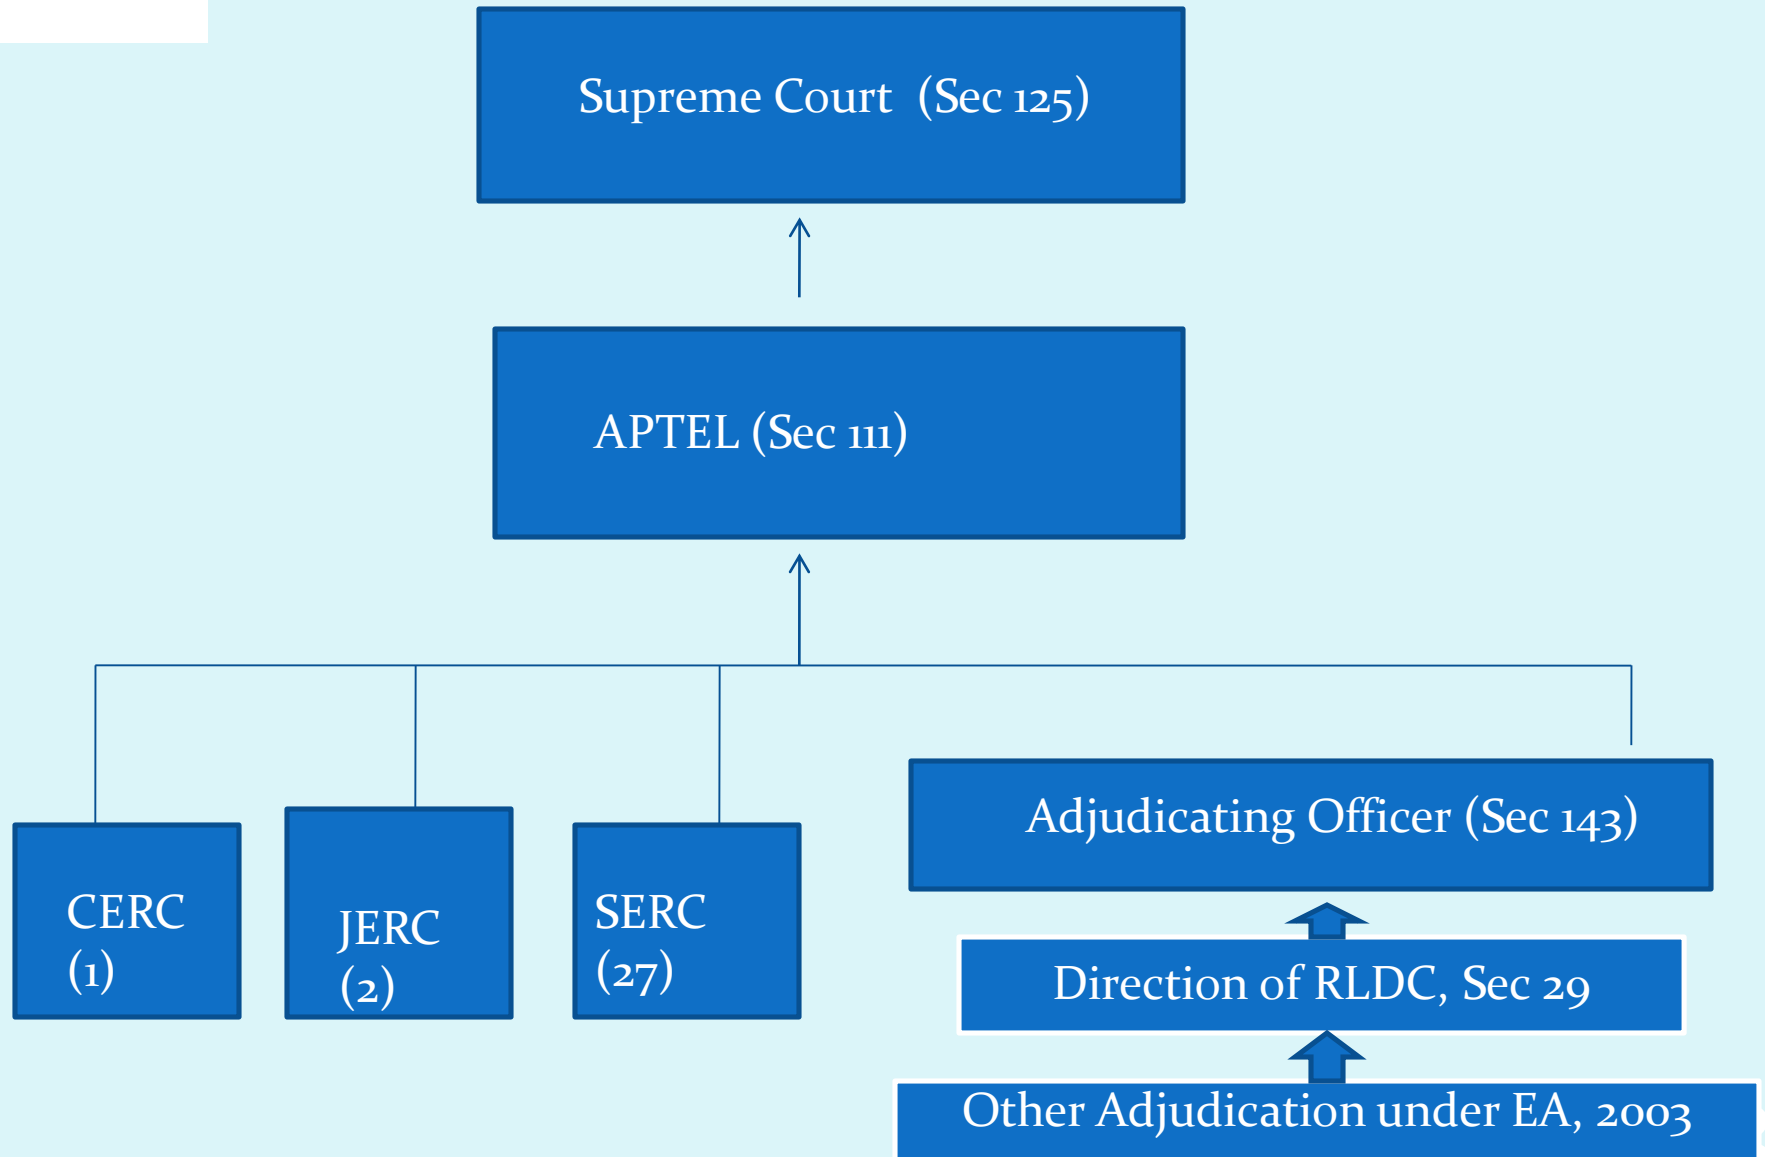 Supreme Court (Sec 125)
APTEL (Sec 111)
CERC
(1)
JERC
(2)
SERC
(27)
Adjudicating Officer (Sec 143)
Direction of RLDC, Sec 29
Other Adjudication under EA, 2003